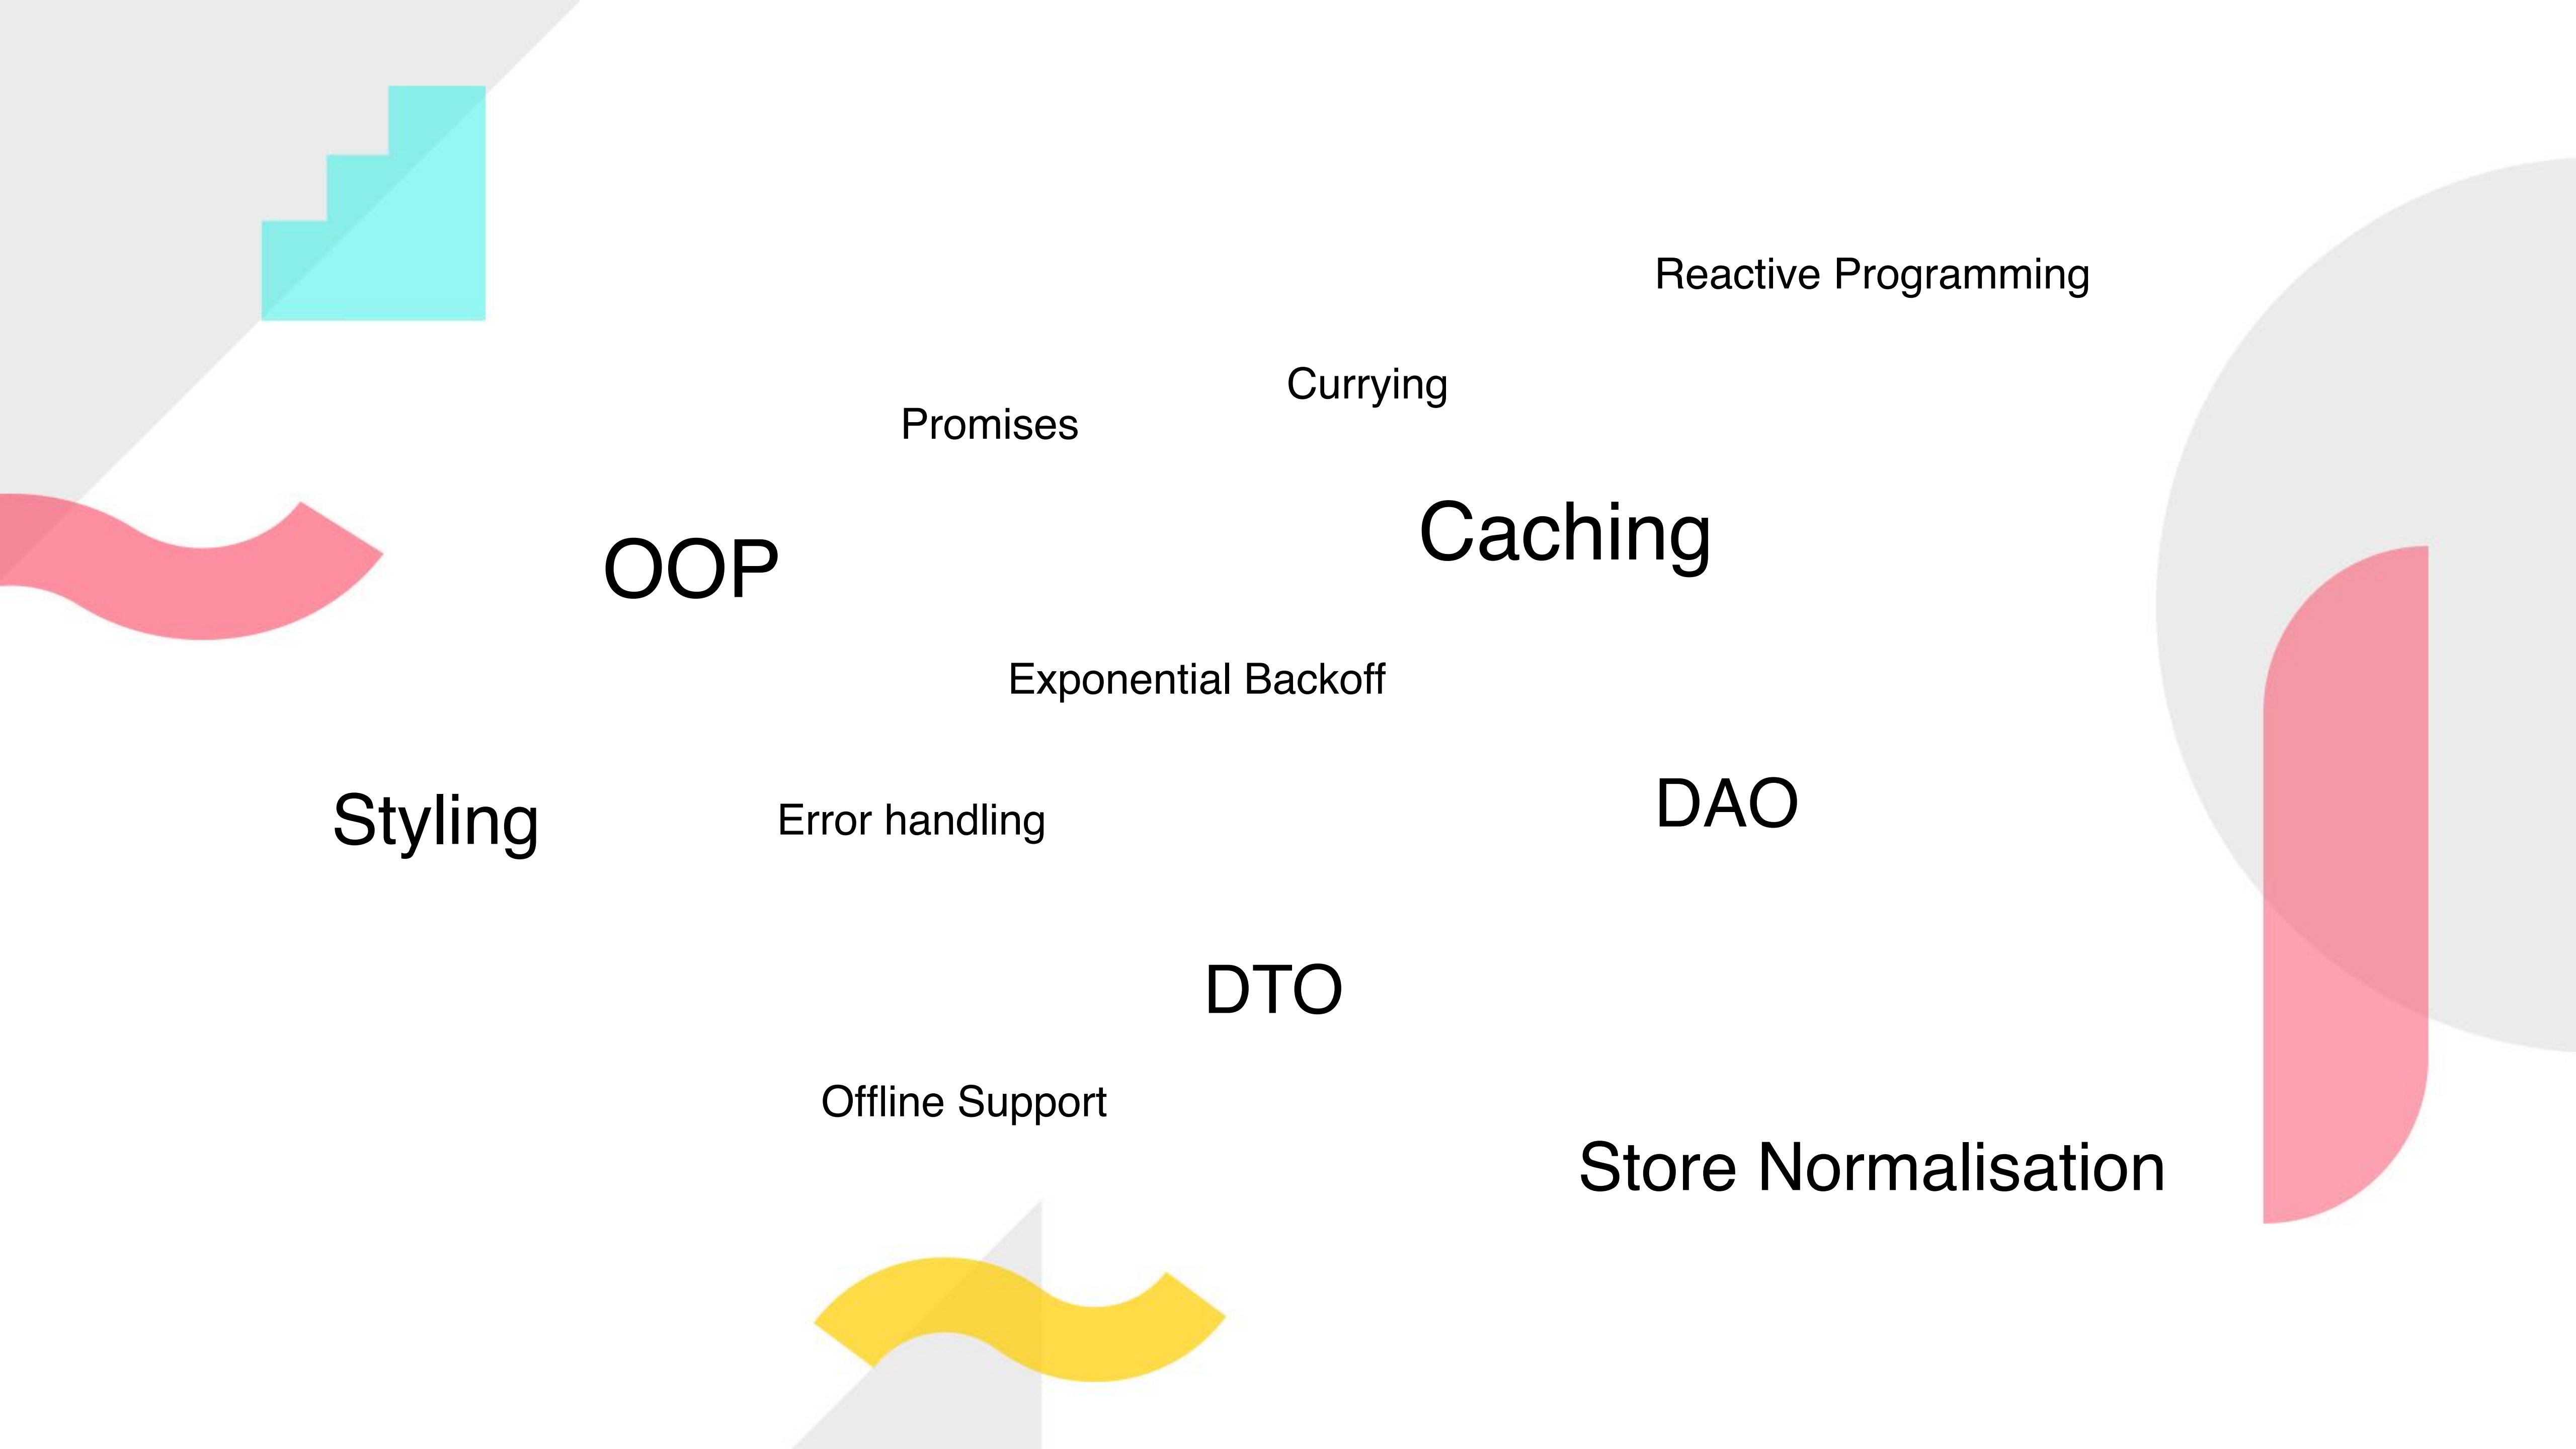 Reactive Programming
Currying
Promises
Caching
OOP
Exponential Backoff
DAO
Styling
Error handling
DTO
Offline Support
Store Normalisation